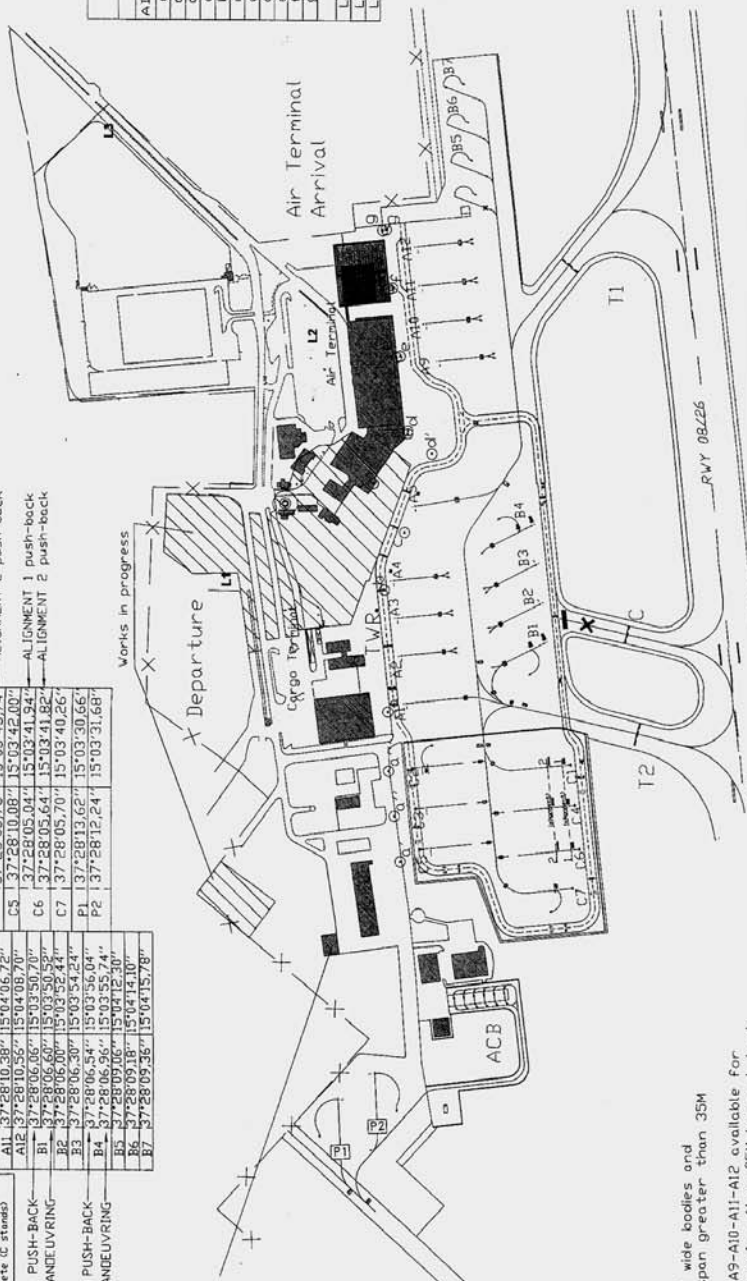 ete (C stands)
PUSH-BACK
ANOEUVRING
PUSH-BACK
ANDEUVRING
A11 37°28'10,38" 15°04'06,72"
A12 37°28'10,56" 15°04'08,70"
37°28'06,06" 15°03'50,70"
B1 37°28'06,60" 15°03'50,52"
B2 37°28'06,00" 15°03'52,44"
B3 37°28'06,30" 15°03'54,24"
37°28'06,54" 15°03'56,04"
B4 37°28'06,96" 15°03'55,74"
B5 37°28'09,06" 15°04'12,30"
B6 37°28'09,18" 15°04'14,10"
B7 37°28'09,36" 15°04'15,78"
C5 37°28'10,08" 15°03'42,00"
37°28'05,04" 15°03'41,94"
C6 37°28'05,64" 15°03'41,82"
C7 37°28'05,70" 15°03'40,26"
P1 37°28'13,62" 15°03'30,66"
P2 37°28'12,24" 15°03'31,68"
ALIGNMENT 1 push-back
ALIGNMENT 2 push-back
Works in progress
Departure
L1
L2
L3
Air Terminal
Air Terminal
Arrival
Cargo Terminal
TWR
ACB
P1
P2
A1
A2
A3
A4
A9
A10
A11
A12
B1
B2
B3
B4
B5
B6
B7
C1
C2
C3
C4
C6
C7
a
a'
a"
c
d
d'
e
f
g
T1
T2
C
RWY 08/26
wide bodies and
pan greater than 35M
A9-A10-A11-A12 available for